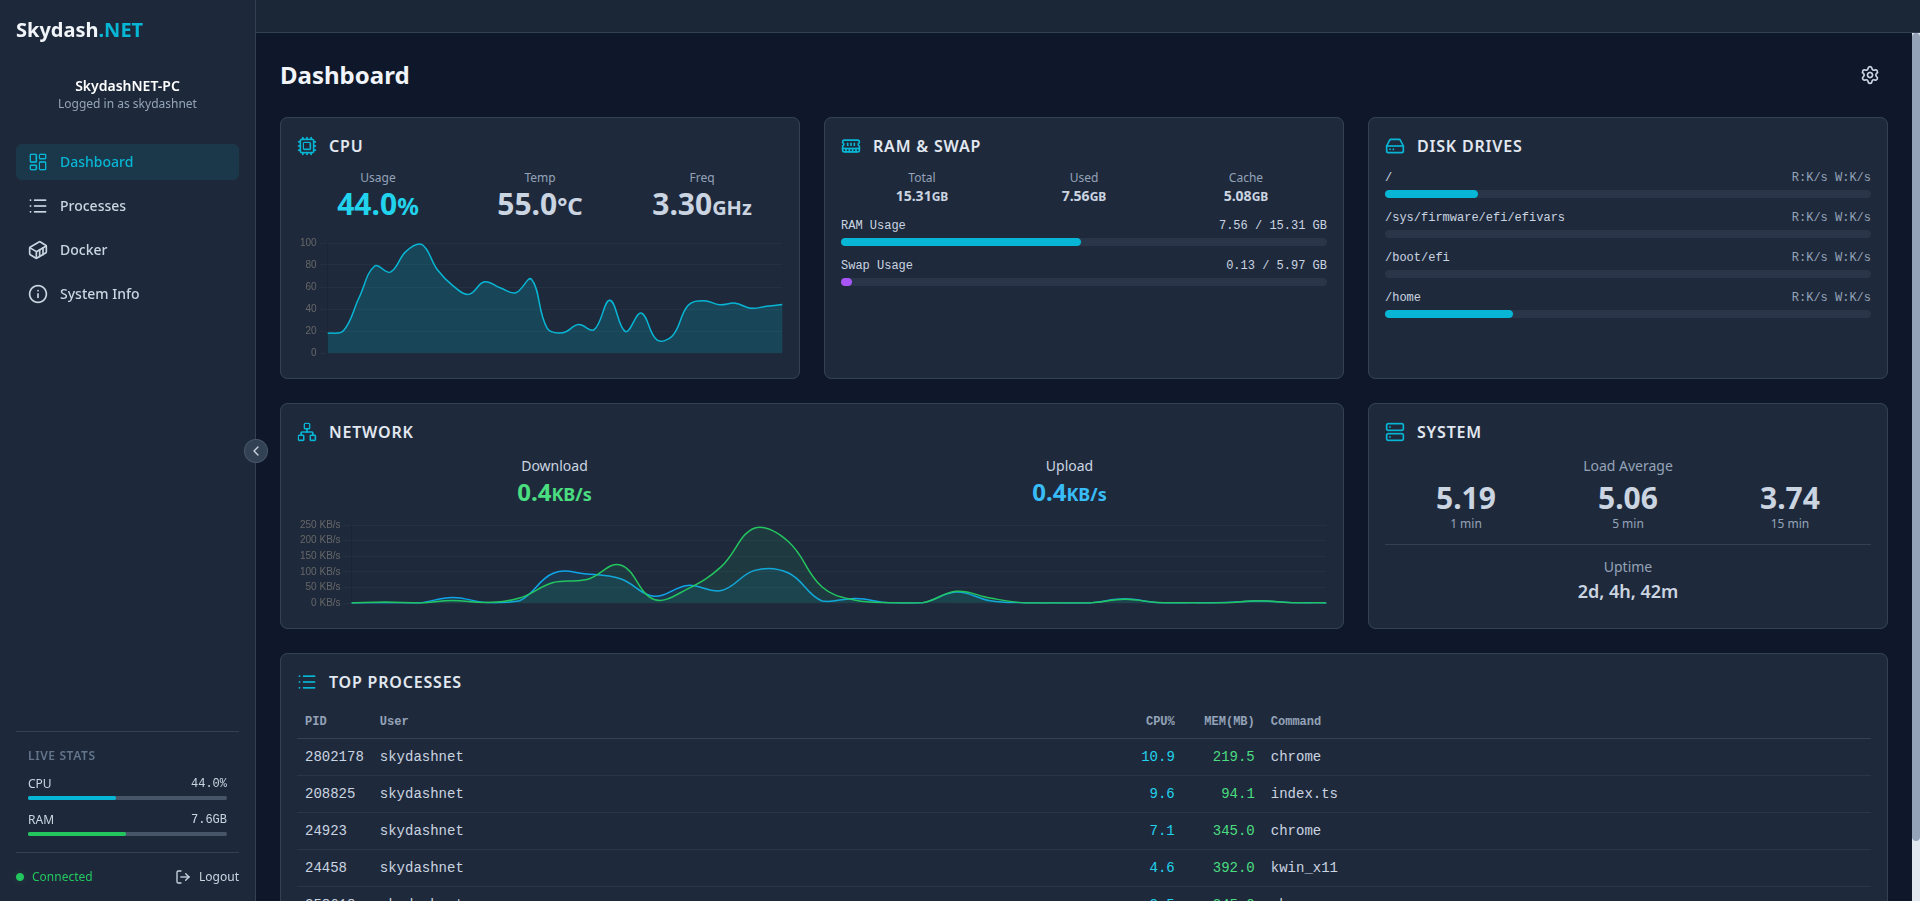 Skydash.NET
SkydashNET-PC
Logged in as skydashnet
Dashboard
Processes
Docker
System Info
LIVE STATS
CPU 44.0%
RAM 7.6GB
Connected Logout
Dashboard
CPU
Usage Temp Freq
44.0% 55.0°C 3.30GHz
100
80
60
40
20
0
RAM & SWAP
Total Used Cache
15.31GB 7.56GB 5.08GB
RAM Usage 7.56 / 15.31 GB
Swap Usage 0.13 / 5.97 GB
DISK DRIVES
/ R:K/s W:K/s
/sys/firmware/efi/efivars R:K/s W:K/s
/boot/efi R:K/s W:K/s
/home R:K/s W:K/s
NETWORK
Download Upload
0.4KB/s 0.4KB/s
250 KB/s
200 KB/s
150 KB/s
100 KB/s
50 KB/s
0 KB/s
SYSTEM
Load Average
5.19 5.06 3.74
1 min 5 min 15 min
Uptime
2d, 4h, 42m
TOP PROCESSES
PID User CPU% MEM(MB) Command
2802178 skydashnet 10.9 219.5 chrome
208825 skydashnet 9.6 94.1 index.ts
24923 skydashnet 7.1 345.0 chrome
24458 skydashnet 4.6 392.0 kwin_x11